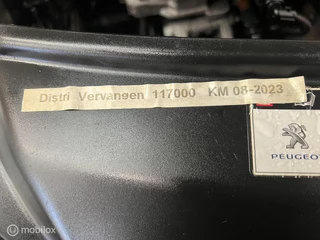 Distri Vervangen 117000 KM 08-2023
PEUGEOT
mobilox